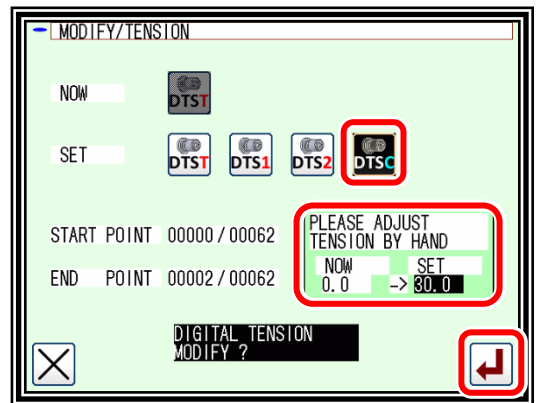 MODIFY/TENSION
NOW
DTST
SET
DTST DTS1 DTS2 DTSC
START POINT 00000/00062
END POINT 00002/00062
PLEASE ADJUST
TENSION BY HAND
NOW SET
0.0 -> 30.0
DIGITAL TENSION
MODIFY ?